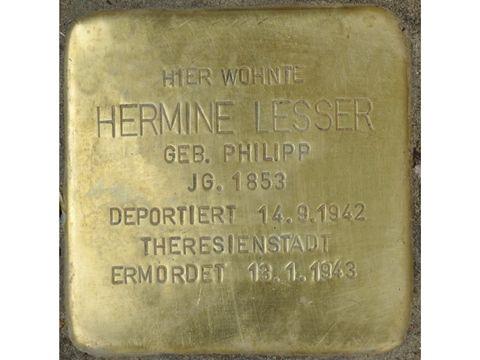 HIER WOHNTE
HERMINE LESSER
GEB. PHILIPP
JG. 1853
DEPORTIERT 14.9.1942
THERESIENSTADT
ERMORDET 13.1.1943